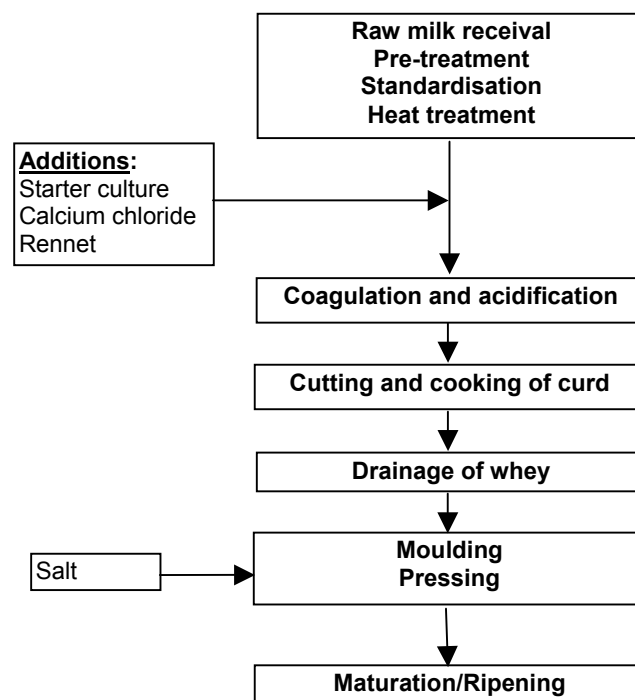 Raw milk receival
Pre-treatment
Standardisation
Heat treatment
Additions:
Starter culture
Calcium chloride
Rennet
Coagulation and acidification
Cutting and cooking of curd
Drainage of whey
Moulding
Pressing
Salt
Maturation/Ripening